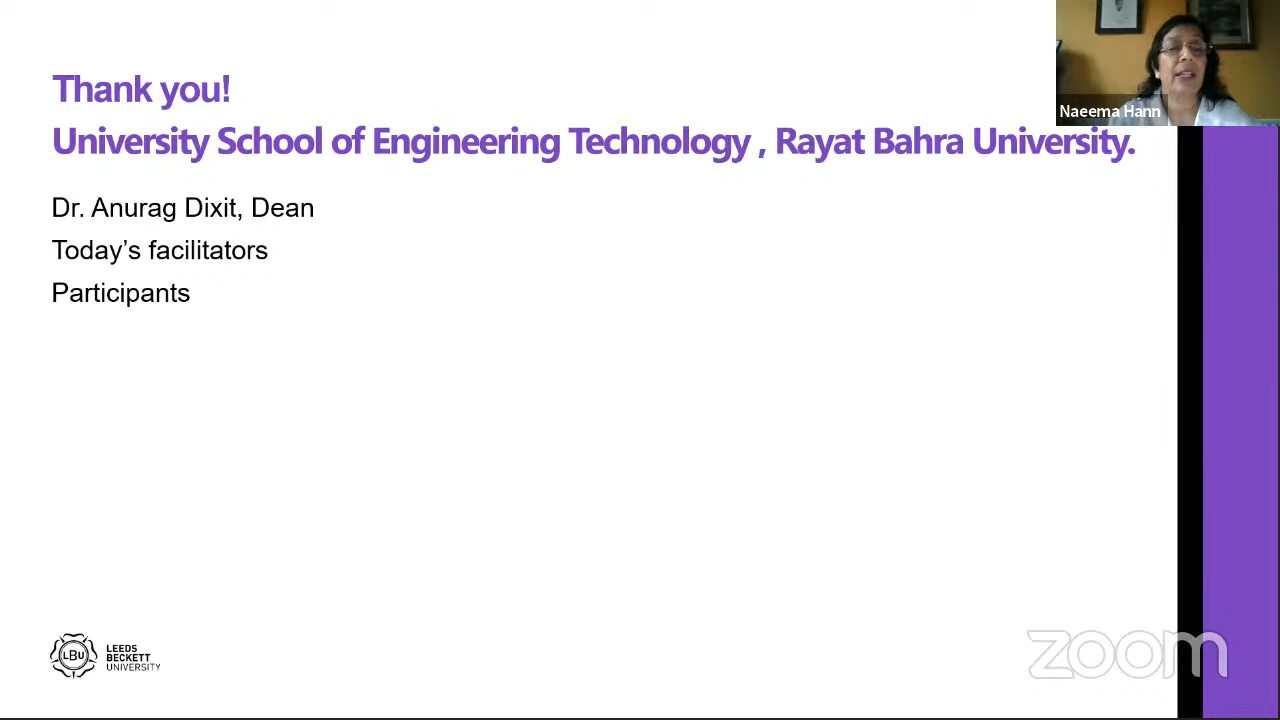 Thank you!
University School of Engineering Technology , Rayat Bahra University.
Dr. Anurag Dixit, Dean
Today’s facilitators
Participants
Naeema Hann
LBU
LEEDS
BECKETT
UNIVERSITY
zoom